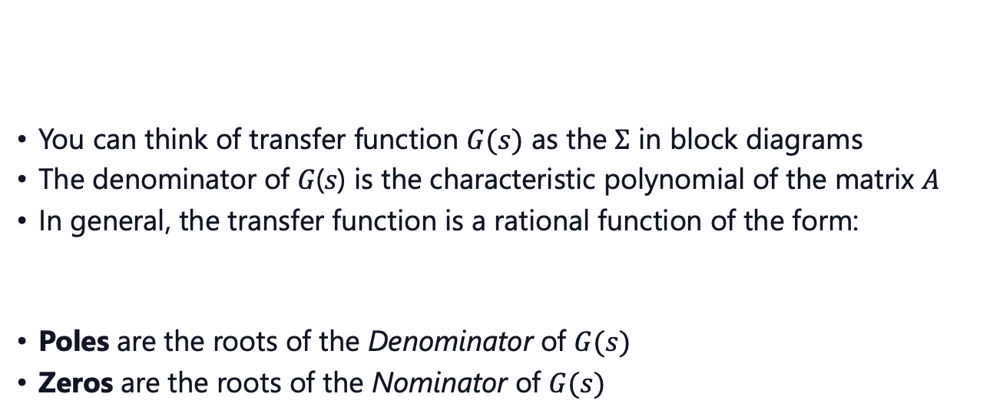 • You can think of transfer function G(s) as the Σ in block diagrams
• The denominator of G(s) is the characteristic polynomial of the matrix A
• In general, the transfer function is a rational function of the form:
• Poles are the roots of the Denominator of G(s)
• Zeros are the roots of the Nominator of G(s)